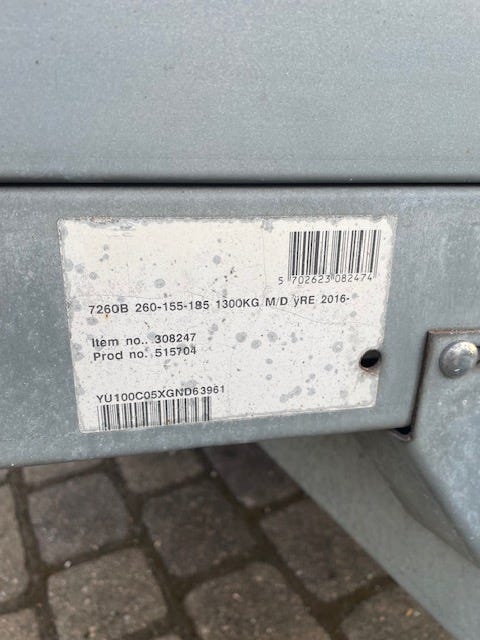 5 702623 082474
7260B 260-155-185 1300KG M/D yRE 2016-
Item no.. 308247
Prod no. 515704
YU100C05XGND63961